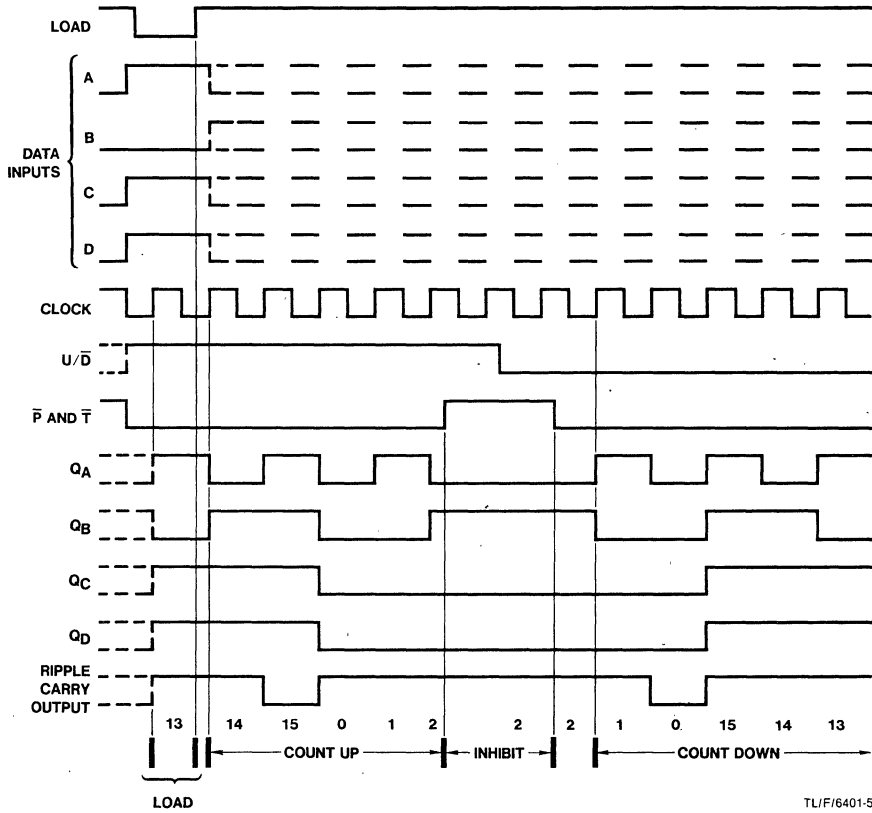 LOAD
A
B
DATA INPUTS
C
D
CLOCK
U/D̅
P̅ AND T̅
QA
QB
QC
QD
RIPPLE CARRY OUTPUT
13 14 15 0 1 2 2 2 1 0 15 14 13
COUNT UP INHIBIT COUNT DOWN
LOAD
TL/F/6401-5